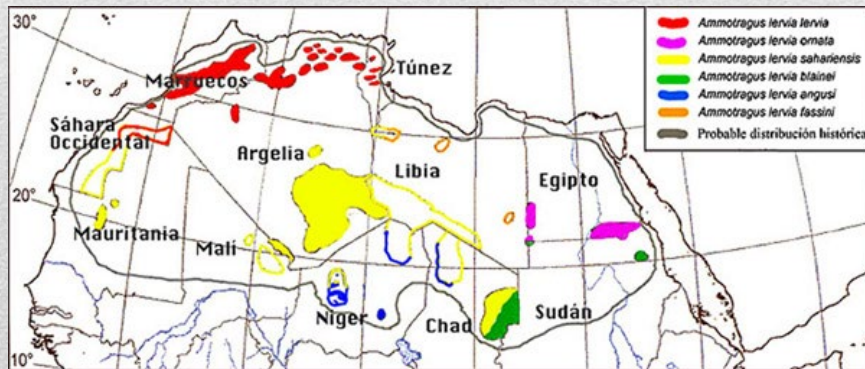 30°
20°
10°
Marruecos
Túnez
Sáhara
Occidental
Argelia
Libia
Egipto
Mauritania
Malí
Níger
Chad
Sudán
Ammotragus lervia lervia
Ammotragus lervia ornata
Ammotragus lervia sahariensis
Ammotragus lervia blainei
Ammotragus lervia angusi
Ammotragus lervia fassini
Probable distribución histórica